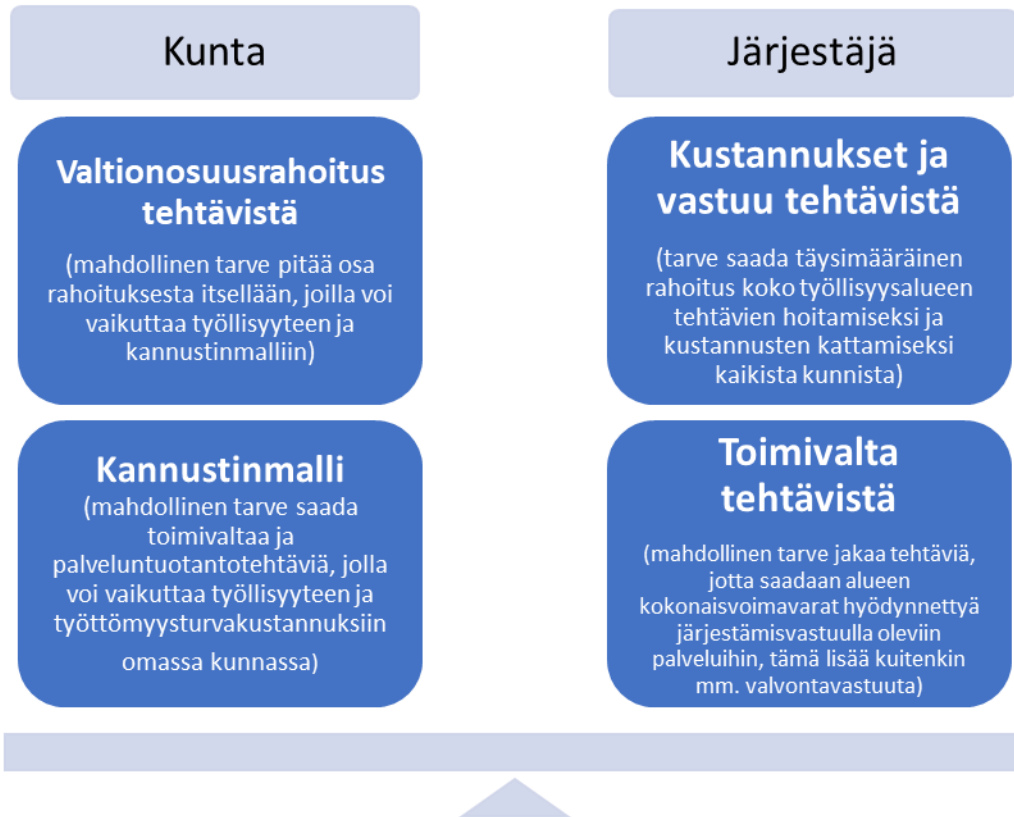 Kunta
Valtionosuusrahoitus
tehtävistä
(mahdollinen tarve pitää osa
rahoituksesta itsellään, joilla voi
vaikuttaa työllisyyteen ja
kannustinmalliin)
Kannustinmalli
(mahdollinen tarve saada
toimivaltaa ja
palveluntuotantotehtäviä, jolla
voi vaikuttaa työllisyyteen ja
työttömyysturvakustannuksiin
omassa kunnassa)
Järjestäjä
Kustannukset ja
vastuu tehtävistä
(tarve saada täysimääräinen
rahoitus koko työllisyysalueen
tehtävien hoitamiseksi ja
kustannusten kattamiseksi
kaikista kunnista)
Toimivalta
tehtävistä
(mahdollinen tarve jakaa tehtäviä,
jotta saadaan alueen
kokonaisvoimavarat hyödynnettyä
järjestämisvastuulla oleviin
palveluihin, tämä lisää kuitenkin
mm. valvontavastuuta)